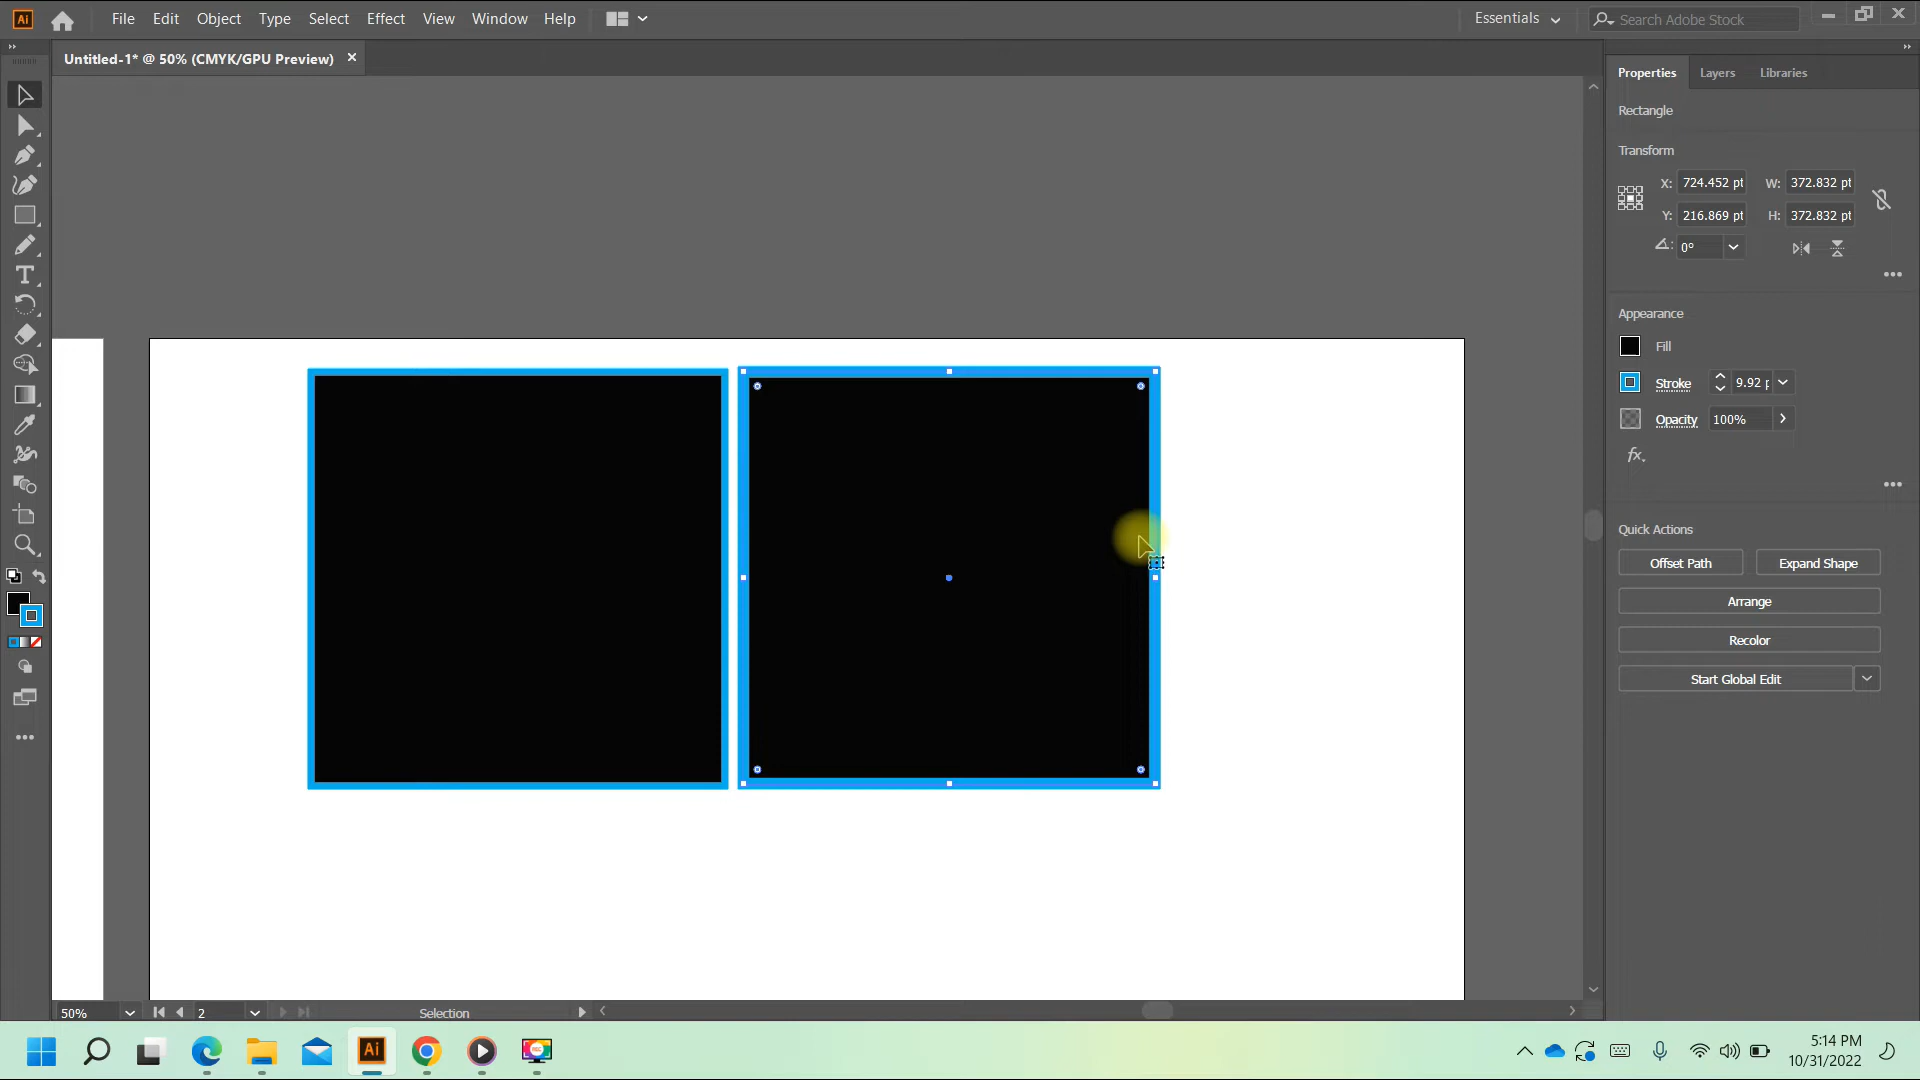 Ai File Edit Object Type Select Effect View Window Help Essentials Search Adobe Stock
Untitled-1* @ 50% (CMYK/GPU Preview)
Properties Layers Libraries
Rectangle
Transform
X: 724.452 pt W: 372.832 pt
Y: 216.869 pt H: 372.832 pt
0°
Appearance
Fill
Stroke 9.92 p
Opacity 100%
fx.
Quick Actions
Offset Path Expand Shape
Arrange
Recolor
Start Global Edit
50% 2 Selection
Ai
5:14 PM
10/31/2022